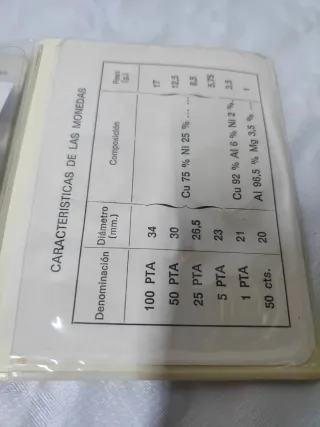 CARACTERISTICAS DE LAS MONEDAS
Denominación Diámetro (mm.) Composición Peso (g.)
100 PTA 34 17
50 PTA 30 12,5
25 PTA 26,5 Cu 75 % Ni 25 % ... ... 8,5
5 PTA 23 5,75
1 PTA 21 Cu 92 % Al 6 % Ni 2 %.. 3,5
50 cts. 20 Al 96,5 % Mg 3,5 % ... 1